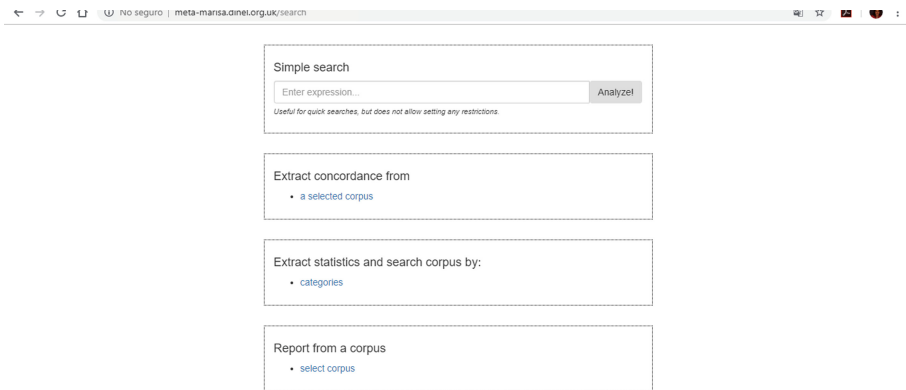 No seguro | meta-marisa.dinel.org.uk/search
Simple search
Enter expression...
Analyze!
Useful for quick searches, but does not allow setting any restrictions.
Extract concordance from
• a selected corpus
Extract statistics and search corpus by:
• categories
Report from a corpus
• select corpus